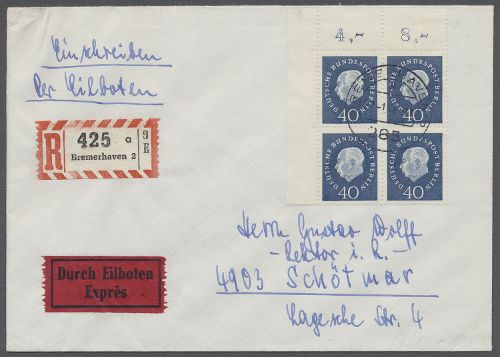 Einschreiben
Per Eilboten
4,- 8,-
DEUTSCHE BUNDESPOST BERLIN
40
DEUTSCHE BUNDESPOST BERLIN
40
DEUTSCHE BUNDESPOST BERLIN
40
DEUTSCHE BUNDESPOST BERLIN
40
285
R 425 a
Bremerhaven 2
9 E
Herrn Gustav Wolff
- Rektor i. R. -
4903 Schötmar
Lagesche Str. 4
Durch Eilboten
Exprès